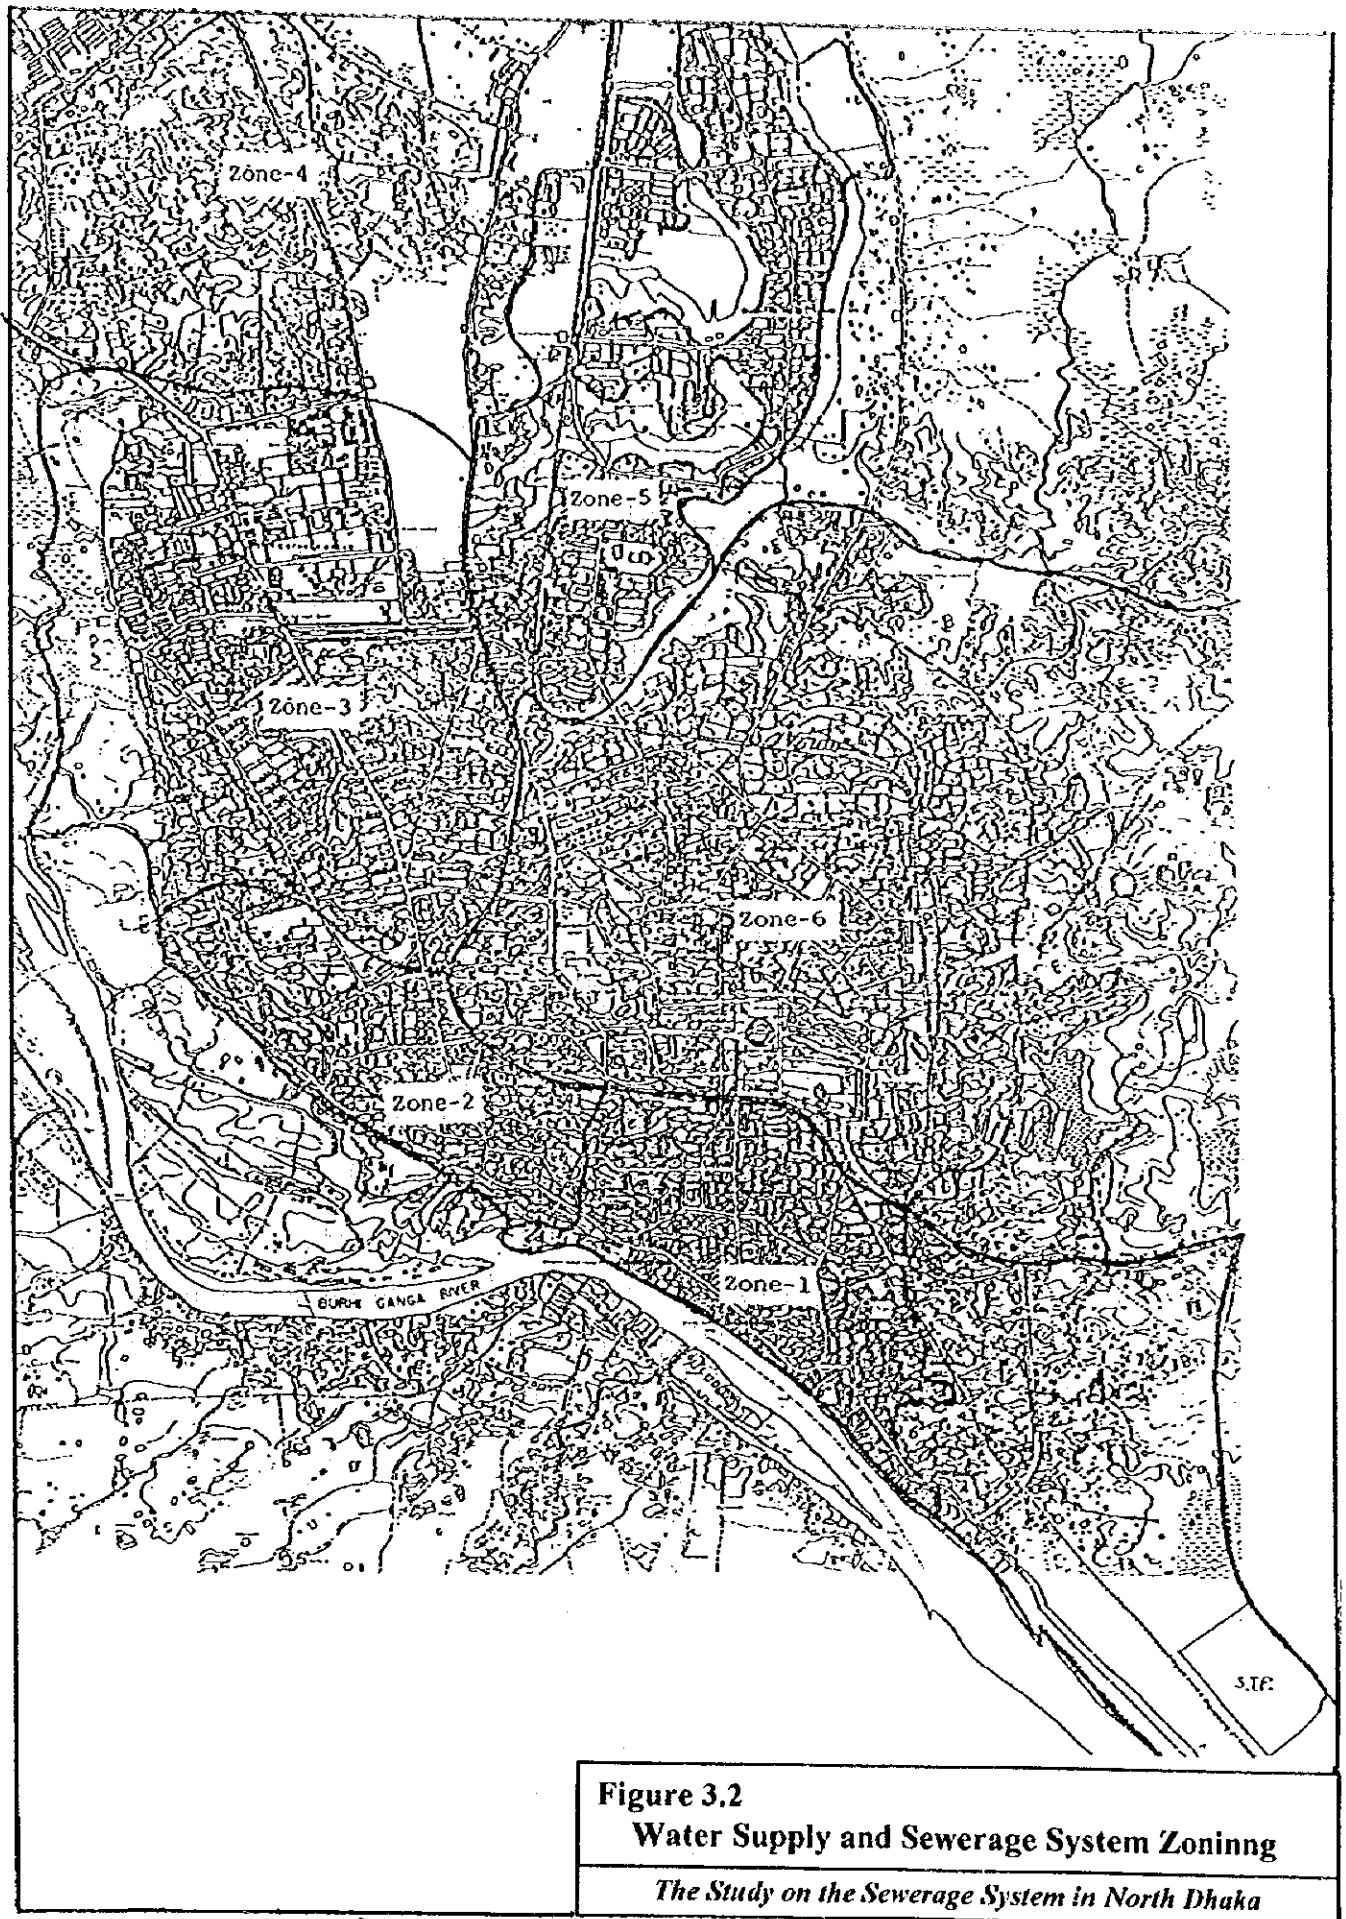 Zone-4
Zone-5
Zone-3
Zone-6
Zone-2
Zone-1
BURHI GANGA RIVER
S.T.P.
Figure 3.2
Water Supply and Sewerage System Zoninng
The Study on the Sewerage System in North Dhaka